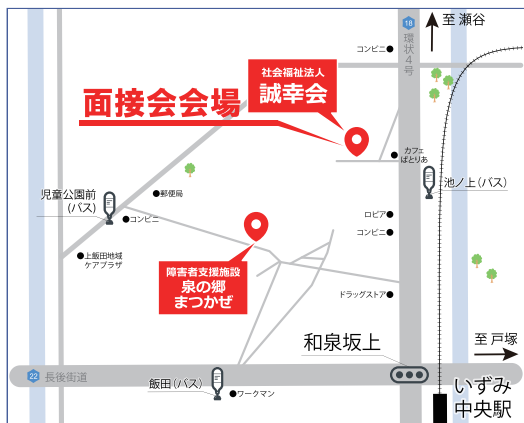 至 瀬谷
18
環状4号
コンビニ
社会福祉法人
誠幸会
面接会会場
カフェ
ぱとりあ
池ノ上(バス)
児童公園前
(バス)
郵便局
コンビニ
ロピア
コンビニ
上飯田地域
ケアプラザ
障害者支援施設
泉の郷
まつかぜ
ドラッグストア
和泉坂上
至 戸塚
22
長後街道
飯田(バス)
ワークマン
いずみ
中央駅